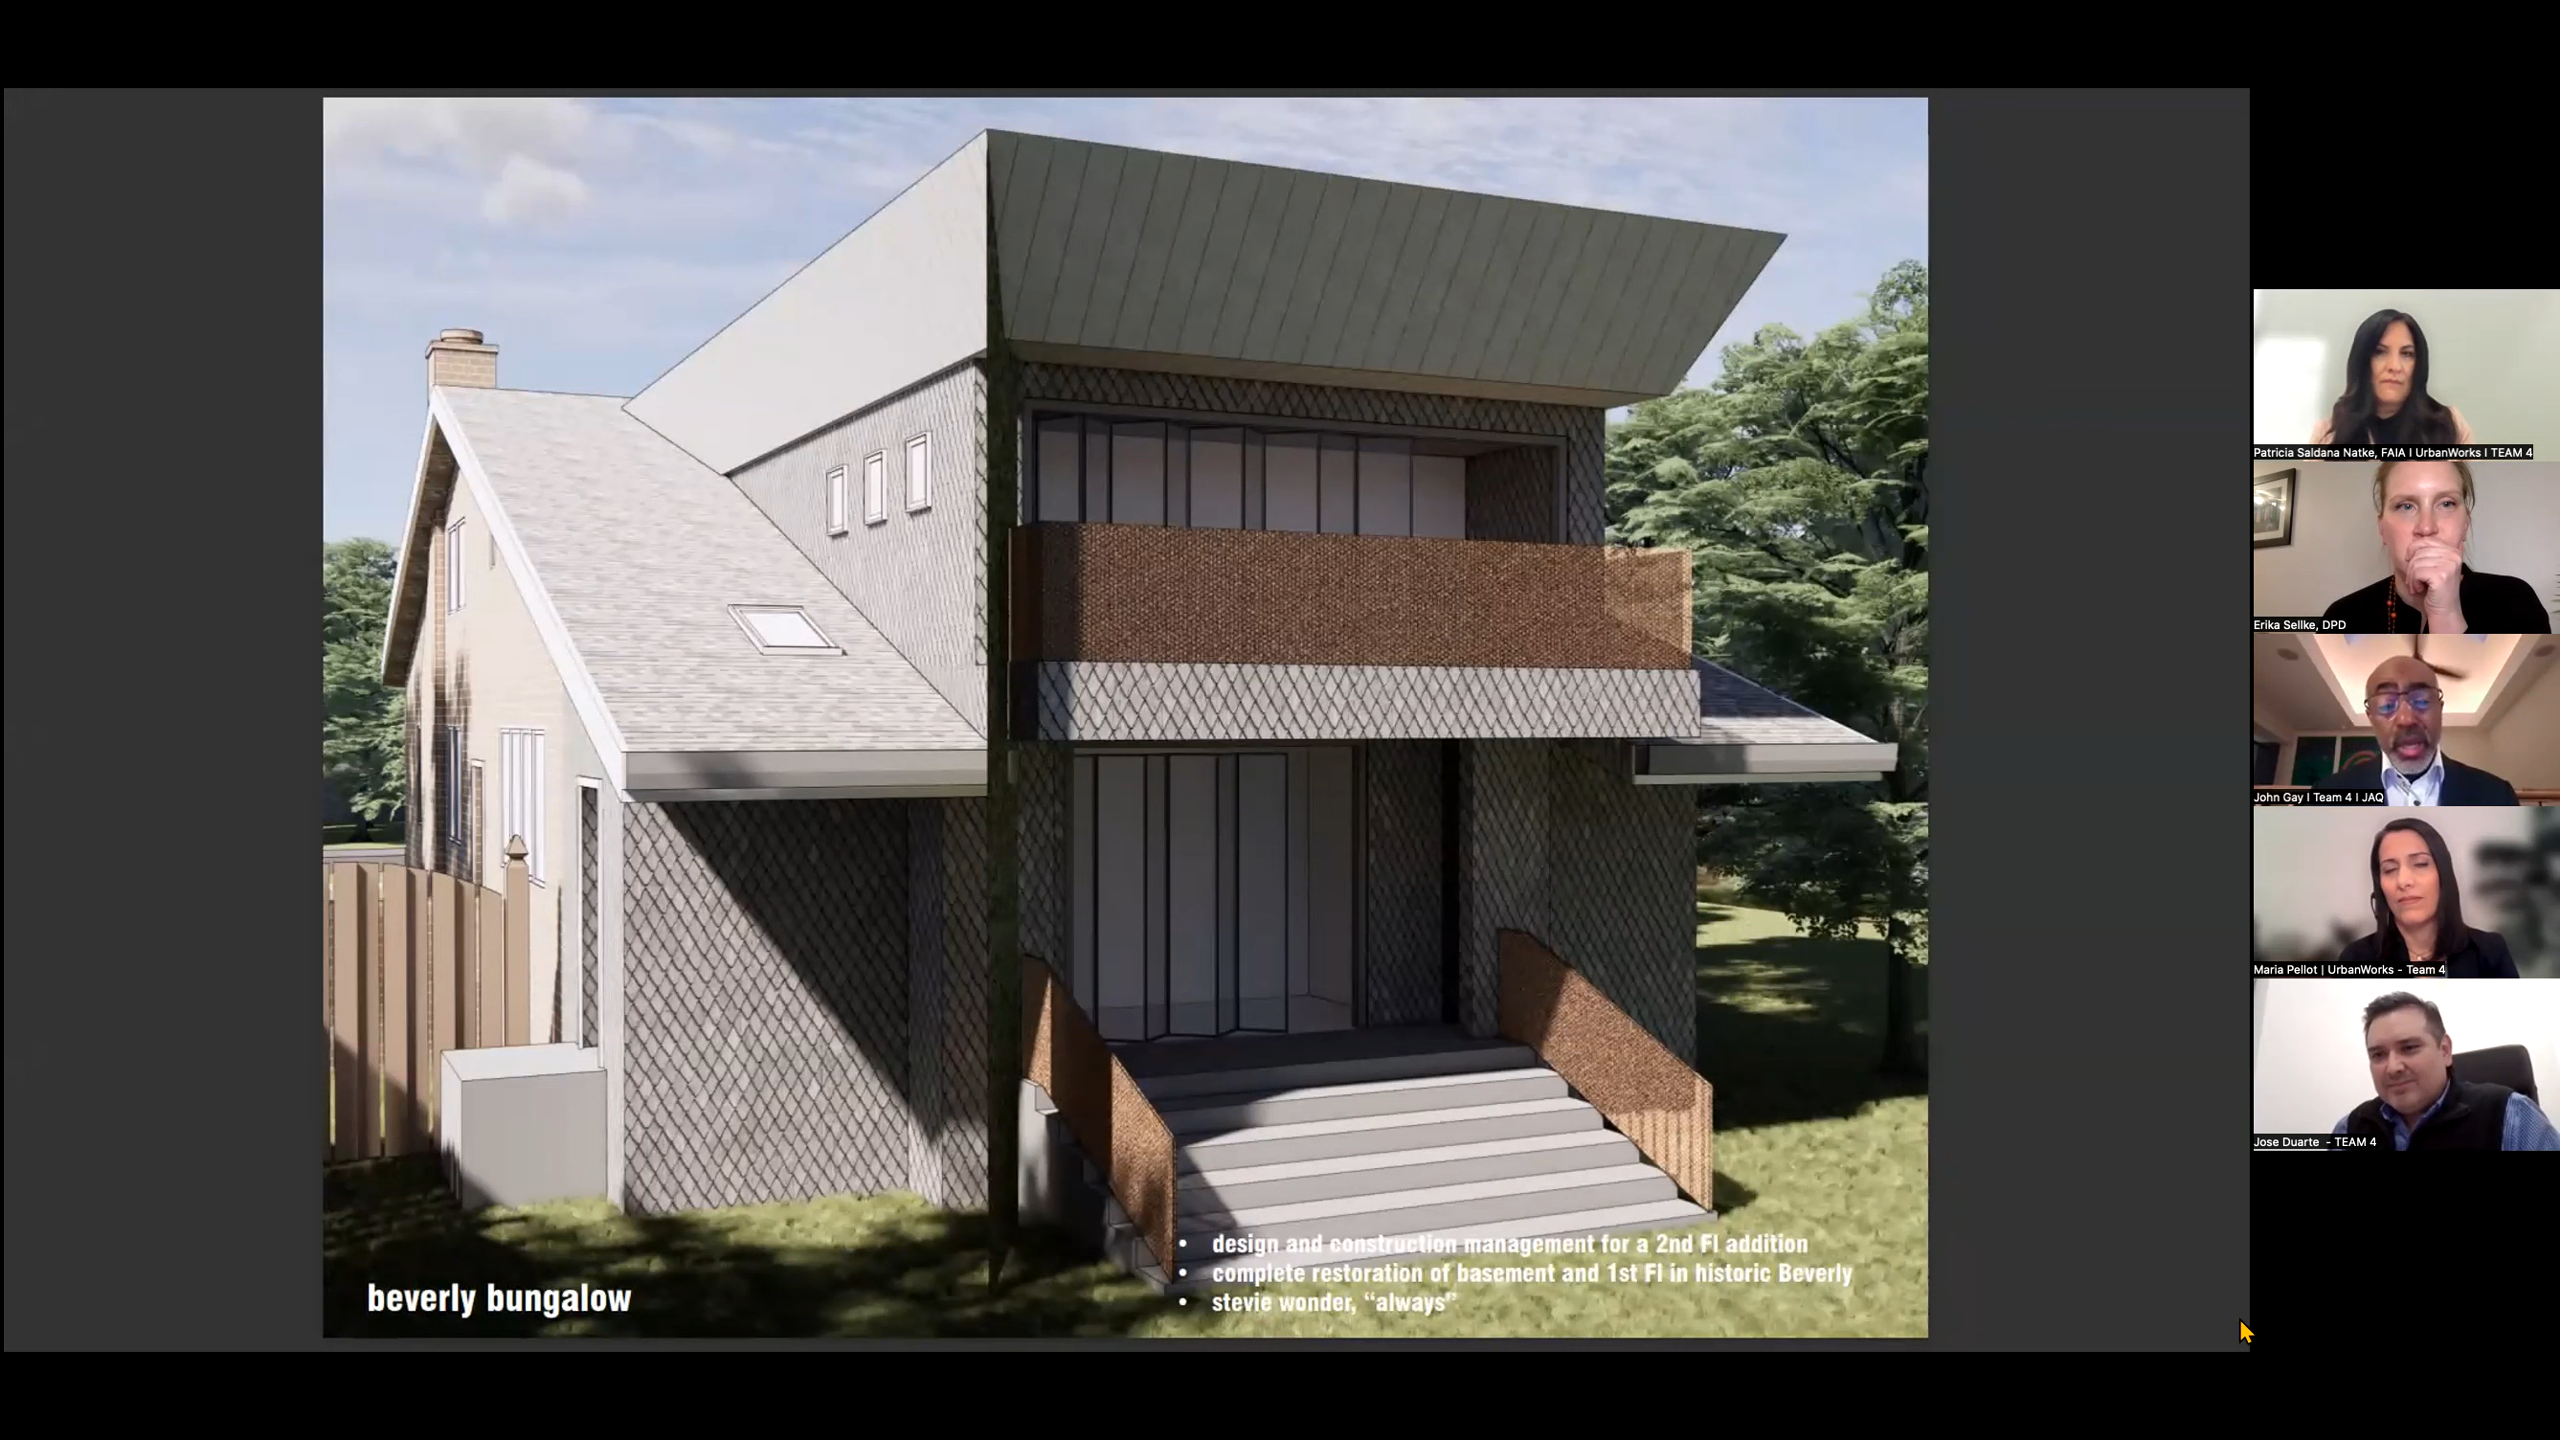 beverly bungalow
• design and construction management for a 2nd Fl addition
• complete restoration of basement and 1st Fl in historic Beverly
• stevie wonder, “always”
Patricia Saldana Natke, FAIA I UrbanWorks I TEAM 4
Erika Sellke, DPD
John Gay I Team 4 I JAQ
Maria Pellot | UrbanWorks - Team 4
Jose Duarte - TEAM 4